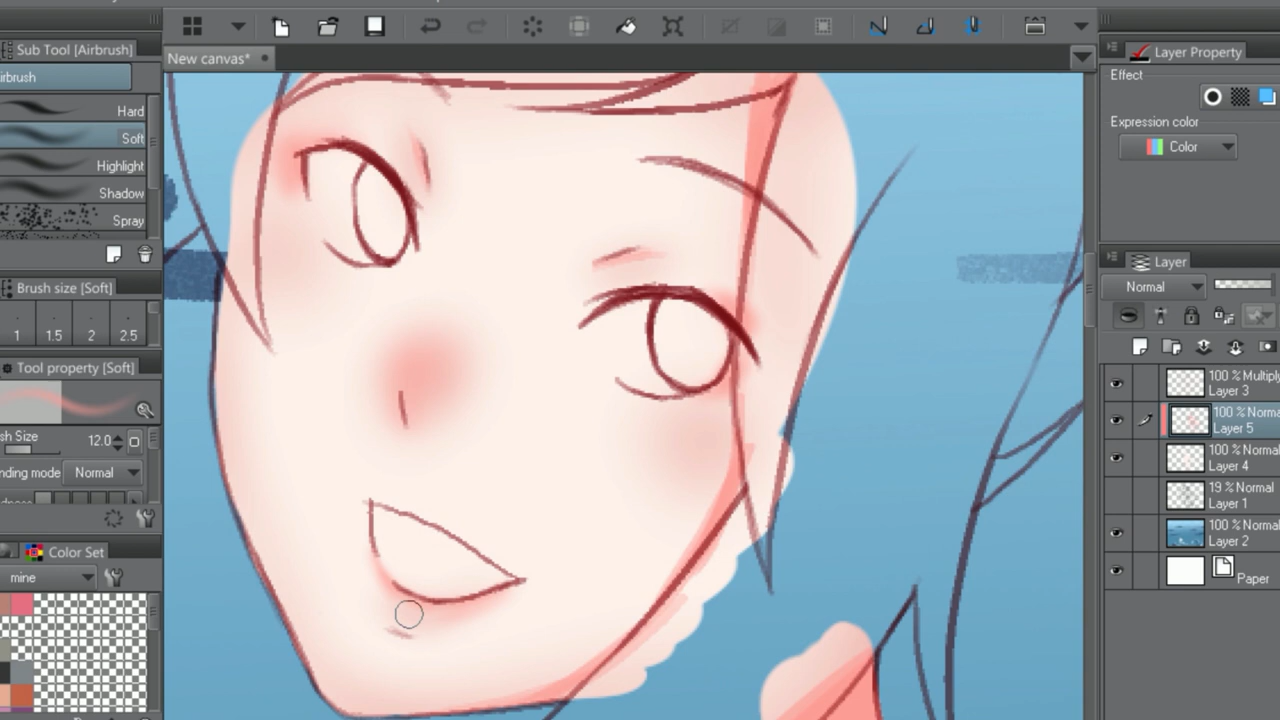 Sub Tool [Airbrush]
irbrush
Hard
Soft
Highlight
Shadow
Spray
Brush size [Soft]
1 1.5 2 2.5
Tool property [Soft]
sh Size 12.0
nding mode Normal
Color Set
mine
New canvas*
Layer Property
Effect
Expression color
Color
Layer
Normal
100 % Multiply
Layer 3
100 % Norma
Layer 5
100 % Normal
Layer 4
19 % Normal
Layer 1
100 % Normal
Layer 2
Paper